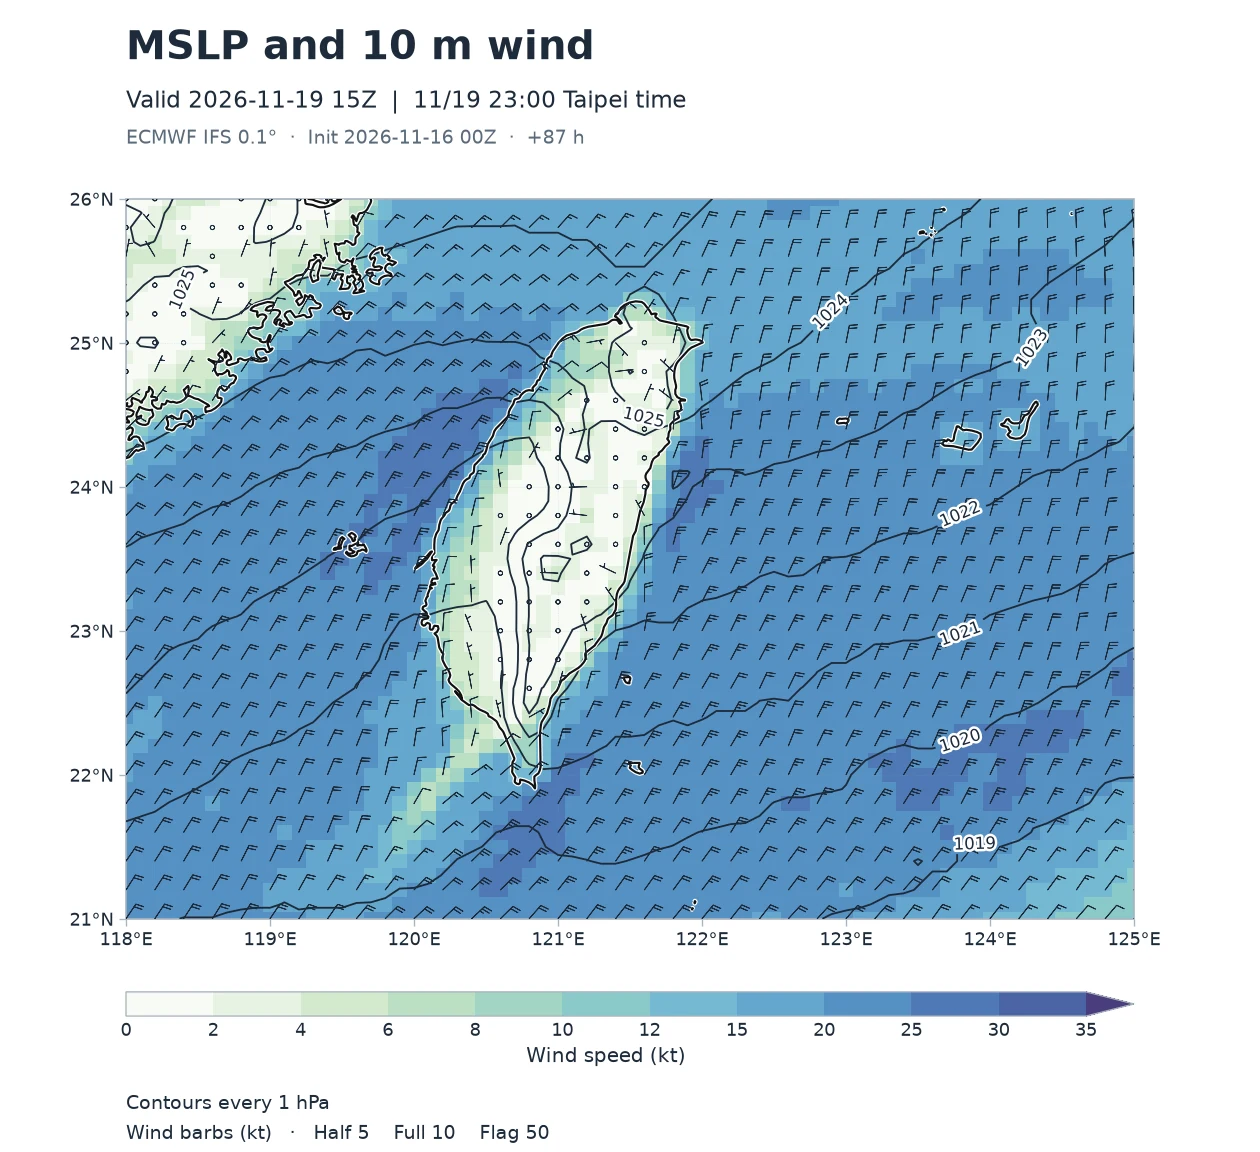 MSLP and 10 m wind
Valid 2026-11-19 15Z | 11/19 23:00 Taipei time
ECMWF IFS 0.1° · Init 2026-11-16 00Z · +87 h
26°N
25°N
24°N
23°N
22°N
21°N
1025
1024
1023
1025
1022
1021
1020
1019
118°E 119°E 120°E 121°E 122°E 123°E 124°E 125°E
0 2 4 6 8 10 12 15 20 25 30 35
Wind speed (kt)
Contours every 1 hPa
Wind barbs (kt) · Half 5 Full 10 Flag 50